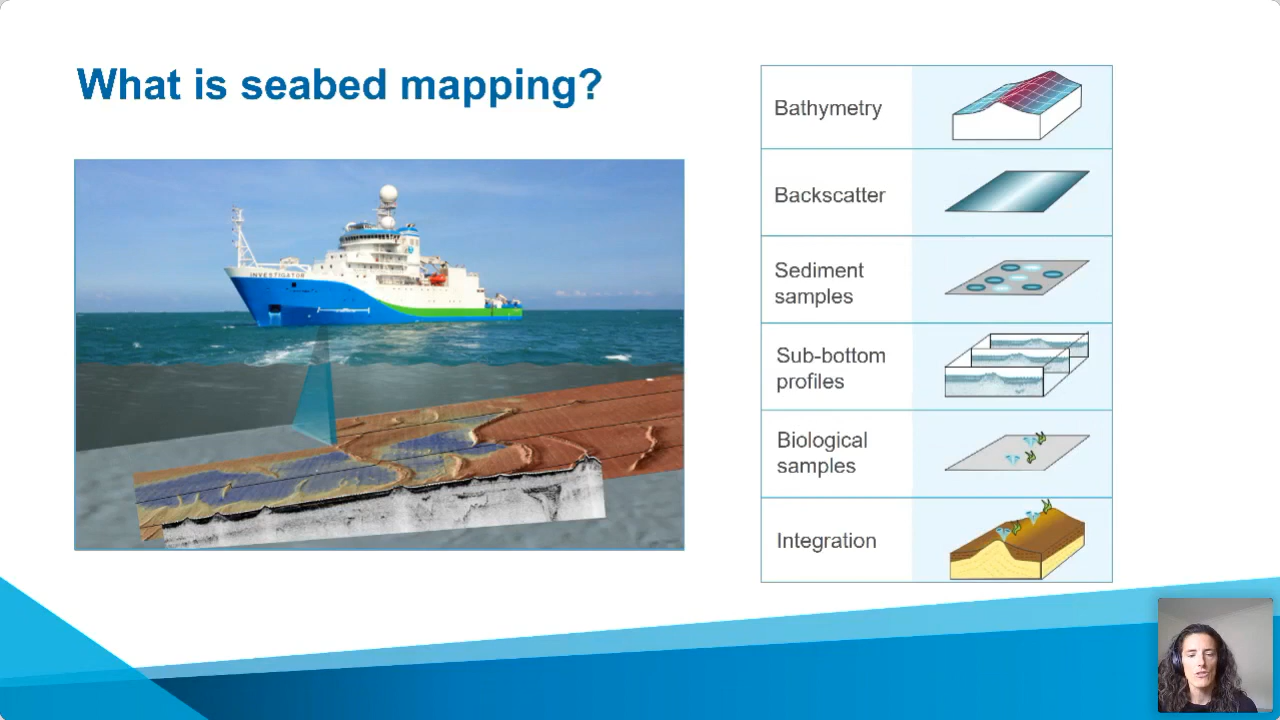 What is seabed mapping?
INVESTIGATOR
Bathymetry
Backscatter
Sediment
samples
Sub-bottom
profiles
Biological
samples
Integration